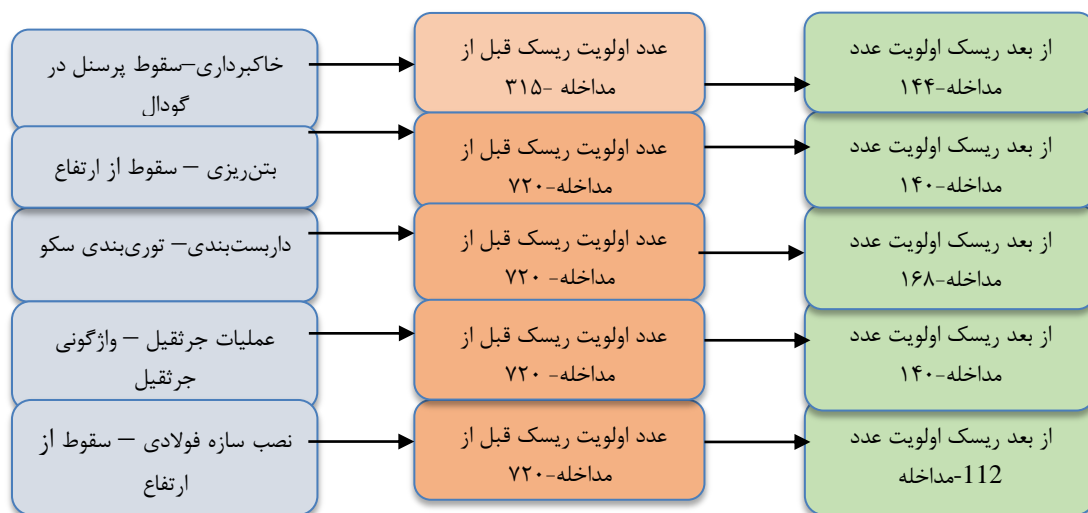 خاکبرداری–سقوط پرسنل در
گودال
عدد اولویت ریسک قبل از
مداخله -۳۱۵
از بعد ریسک اولویت عدد
مداخله-۱۴۴
بتن‌ریزی – سقوط از ارتفاع
عدد اولویت ریسک قبل از
مداخله-۷۲۰
از بعد ریسک اولویت عدد
مداخله-۱۴۰
داربست‌بندی– توری‌بندی سکو
عدد اولویت ریسک قبل از
مداخله- ۷۲۰
از بعد ریسک اولویت عدد
مداخله-۱۶۸
عملیات جرثقیل – واژگونی
جرثقیل
عدد اولویت ریسک قبل از
مداخله- ۷۲۰
از بعد ریسک اولویت عدد
مداخله-۱۴۰
نصب سازه فولادی – سقوط از
ارتفاع
عدد اولویت ریسک قبل از
مداخله-۷۲۰
از بعد ریسک اولویت عدد
112-مداخله